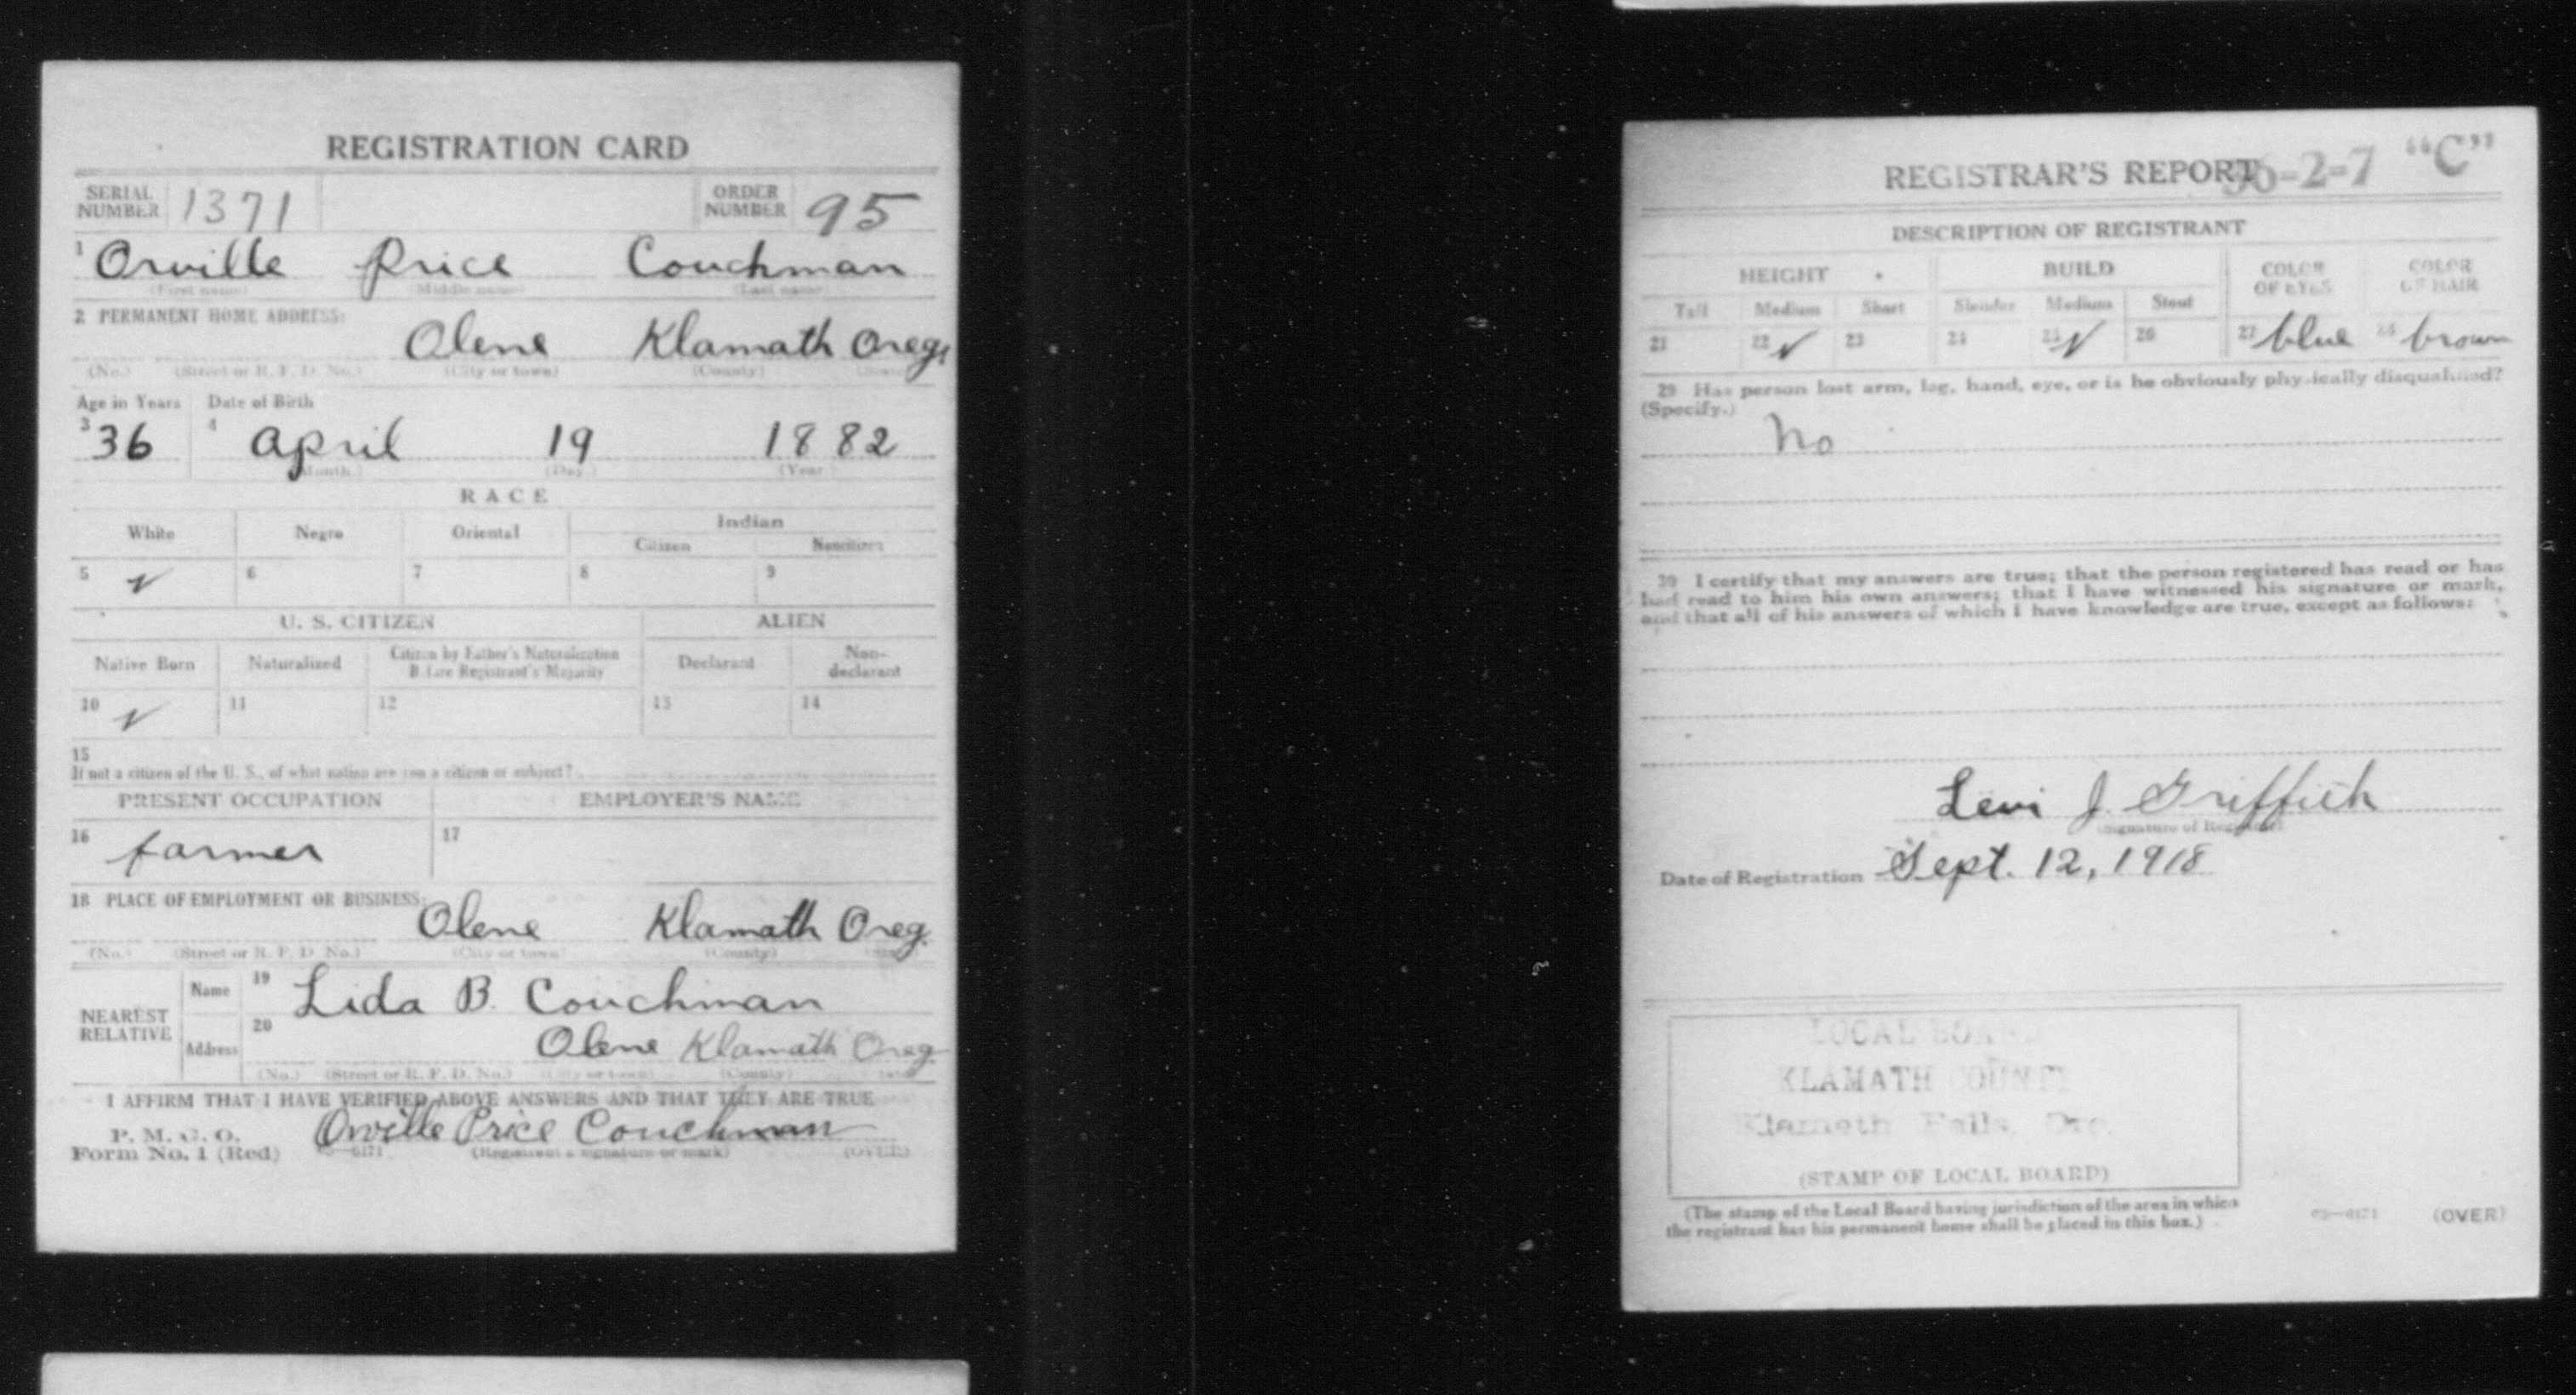 REGISTRATION CARD
SERIAL NUMBER 1371 ORDER NUMBER 95
1 Orville Price Couchman
(First name) (Middle name) (Last name)
2 PERMANENT HOME ADDRESS:
Olene Klamath Oreg.
(No.) (Street or R. F. D. No.) (City or town) (County) (State)
Age in Years Date of Birth
3 36 4 April 19 1882
(Month.) (Day.) (Year.)
RACE
White Negro Oriental Indian
Citizen Noncitizen
5 ✓ 6 7 8 9
U. S. CITIZEN ALIEN
Native Born Naturalized Citizen by Father's Naturalization Before Registrant's Majority Declarant Non-declarant
10 ✓ 11 12 13 14
15
If not a citizen of the U. S., of what nation are you a citizen or subject?
PRESENT OCCUPATION EMPLOYER'S NAME
16 farmer 17
18 PLACE OF EMPLOYMENT OR BUSINESS:
Olene Klamath Oreg.
(No.) (Street or R. F. D. No.) (City or town) (County) (State)
NEAREST RELATIVE Name 19 Lida B. Couchman
Address 20 Olene Klamath Oreg.
(No.) (Street or R. F. D. No.) (City or town) (County) (State)
I AFFIRM THAT I HAVE VERIFIED ABOVE ANSWERS AND THAT THEY ARE TRUE
P. M. G. O.
Form No. 1 (Red) Orville Price Couchman
03—6171 (Registrant's signature or mark) (OVER)
REGISTRAR'S REPORT 36-2-7 "C"
DESCRIPTION OF REGISTRANT
HEIGHT BUILD COLOR OF EYES COLOR OF HAIR
Tall Medium Short Slender Medium Stout
21 22 ✓ 23 24 25 ✓ 26 27 blue 28 brown
29 Has person lost arm, leg, hand, eye, or is he obviously physically disqualified?
(Specify.)
No
30 I certify that my answers are true; that the person registered has read or has
had read to him his own answers; that I have witnessed his signature or mark,
and that all of his answers of which I have knowledge are true, except as follows:
Levi J. Griffith
(Signature of Registrar)
Date of Registration Sept. 12, 1918
LOCAL BOARD
KLAMATH COUNTY
Klamath Falls, Ore.
(STAMP OF LOCAL BOARD)
(The stamp of the Local Board having jurisdiction of the area in which
the registrant has his permanent home shall be placed in this box.)
03—6171 (OVER)